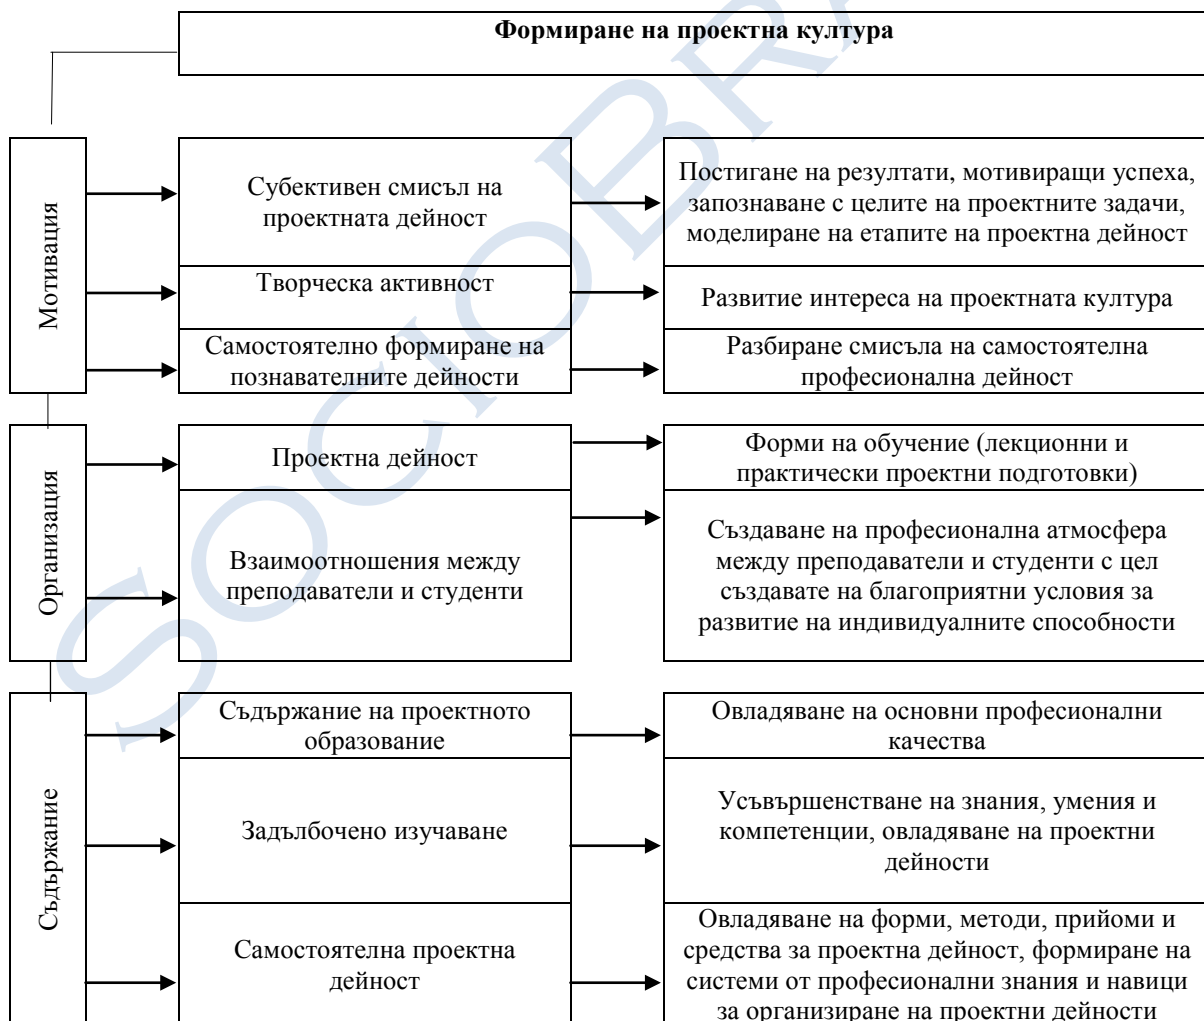 Формиране на проектна култура
Мотивация
Субективен смисъл на
проектната дейност
Постигане на резултати, мотивиращи успеха,
запознаване с целите на проектните задачи,
моделиране на етапите на проектна дейност
Творческа активност
Развитие интереса на проектната култура
Самостоятелно формиране на
познавателните дейности
Разбиране смисъла на самостоятелна
професионална дейност
Организация
Проектна дейност
Форми на обучение (лекционни и
практически проектни подготовки)
Взаимоотношения между
преподаватели и студенти
Създаване на професионална атмосфера
между преподаватели и студенти с цел
създавате на благоприятни условия за
развитие на индивидуалните способности
Съдържание
Съдържание на проектното
образование
Овладяване на основни професионални
качества
Задълбочено изучаване
Усъвършенстване на знания, умения и
компетенции, овладяване на проектни
дейности
Самостоятелна проектна
дейност
Овладяване на форми, методи, прийоми и
средства за проектна дейност, формиране на
системи от професионални знания и навици
за организиране на проектни дейности
SOCIOBRA